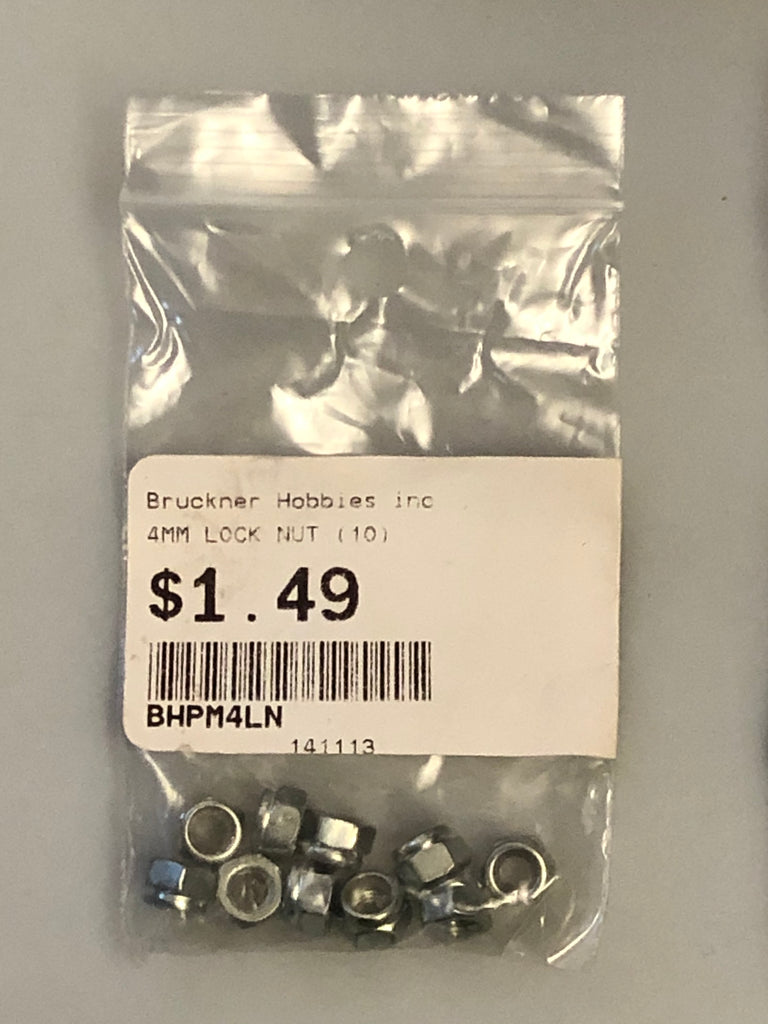 Bruckner Hobbies inc
4MM LOCK NUT (10)
$1.49
BHPM4LN
141113